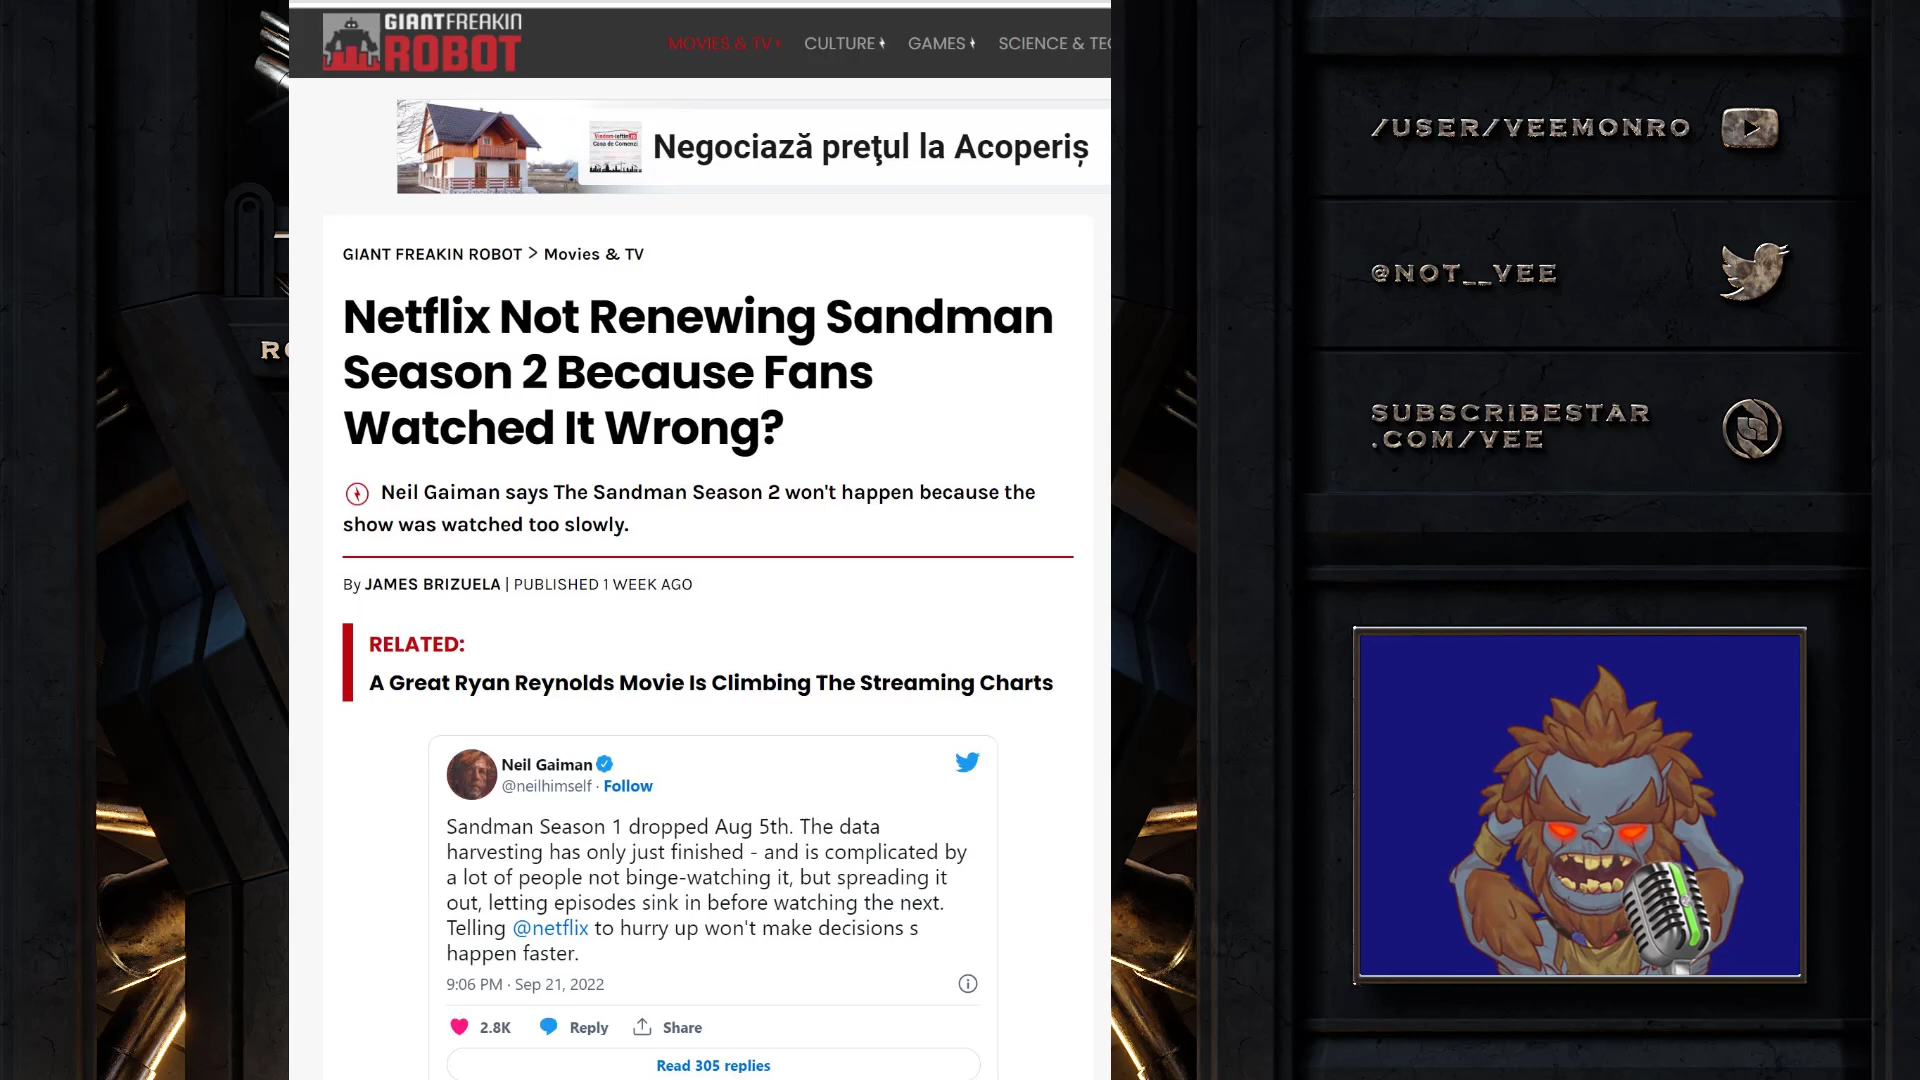 GIANT FREAKIN
ROBOT
MOVIES & TV
CULTURE
GAMES
SCIENCE & TEC
Negociază prețul la Acoperiș
GIANT FREAKIN ROBOT > Movies & TV
Netflix Not Renewing Sandman
Season 2 Because Fans
Watched It Wrong?
Neil Gaiman says The Sandman Season 2 won't happen because the
show was watched too slowly.
By JAMES BRIZUELA | PUBLISHED 1 WEEK AGO
RELATED:
A Great Ryan Reynolds Movie Is Climbing The Streaming Charts
Neil Gaiman
@neilhimself · Follow
Sandman Season 1 dropped Aug 5th. The data
harvesting has only just finished - and is complicated by
a lot of people not binge-watching it, but spreading it
out, letting episodes sink in before watching the next.
Telling @netflix to hurry up won't make decisions s
happen faster.
9:06 PM · Sep 21, 2022
2.8K
Reply
Share
Read 305 replies
/USER/VEEMONRO
@NOT__VEE
SUBSCRIBESTAR
.COM/VEE